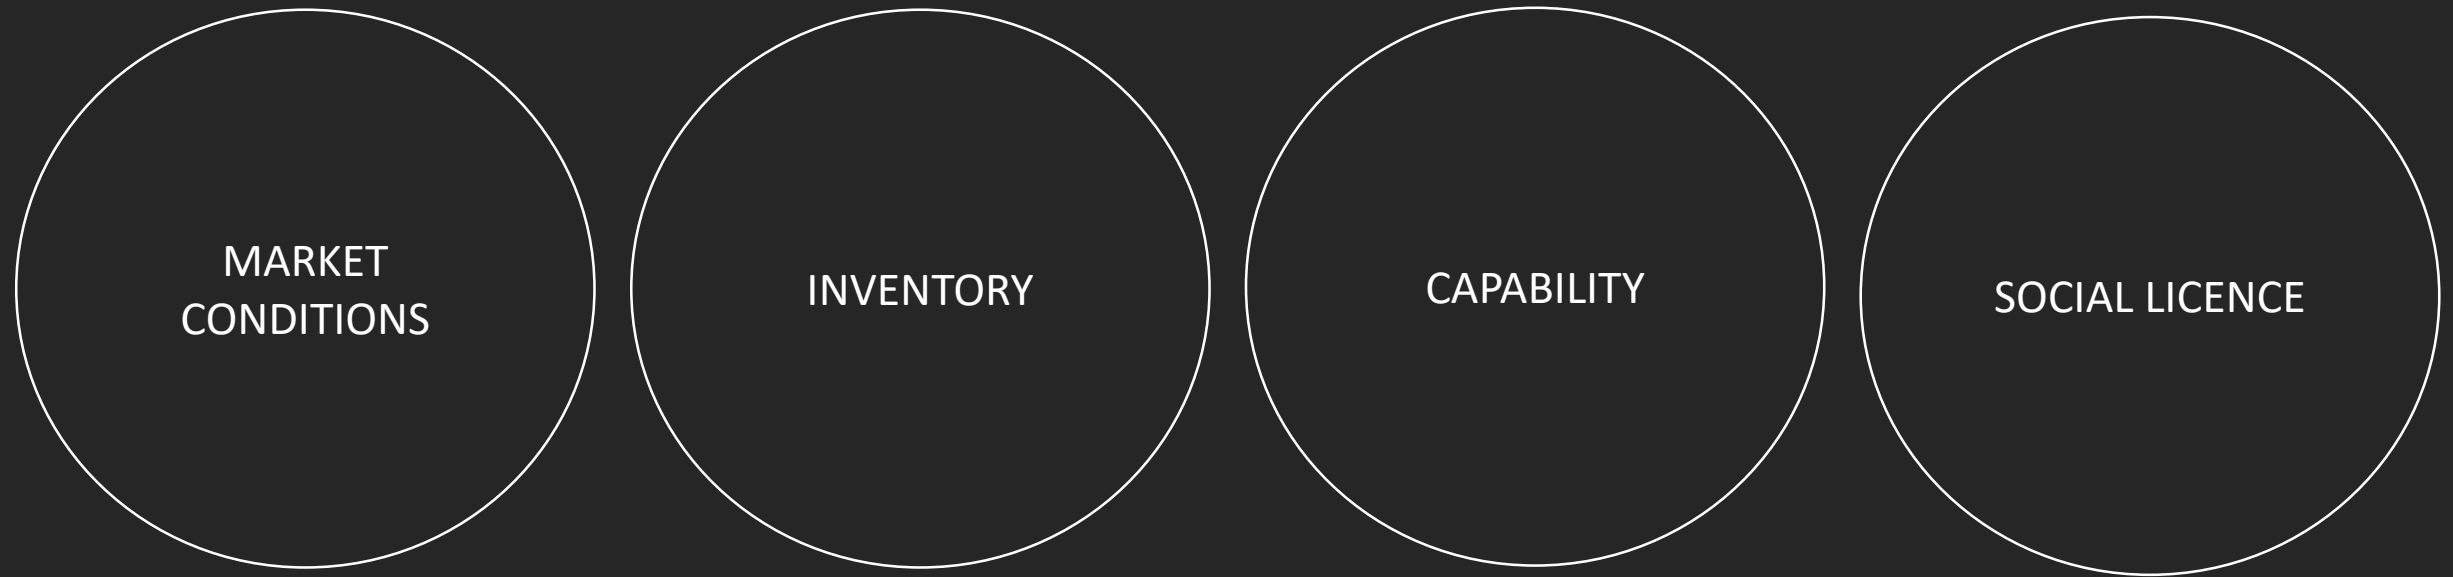 MARKET
CONDITIONS
INVENTORY
CAPABILITY
SOCIAL LICENCE